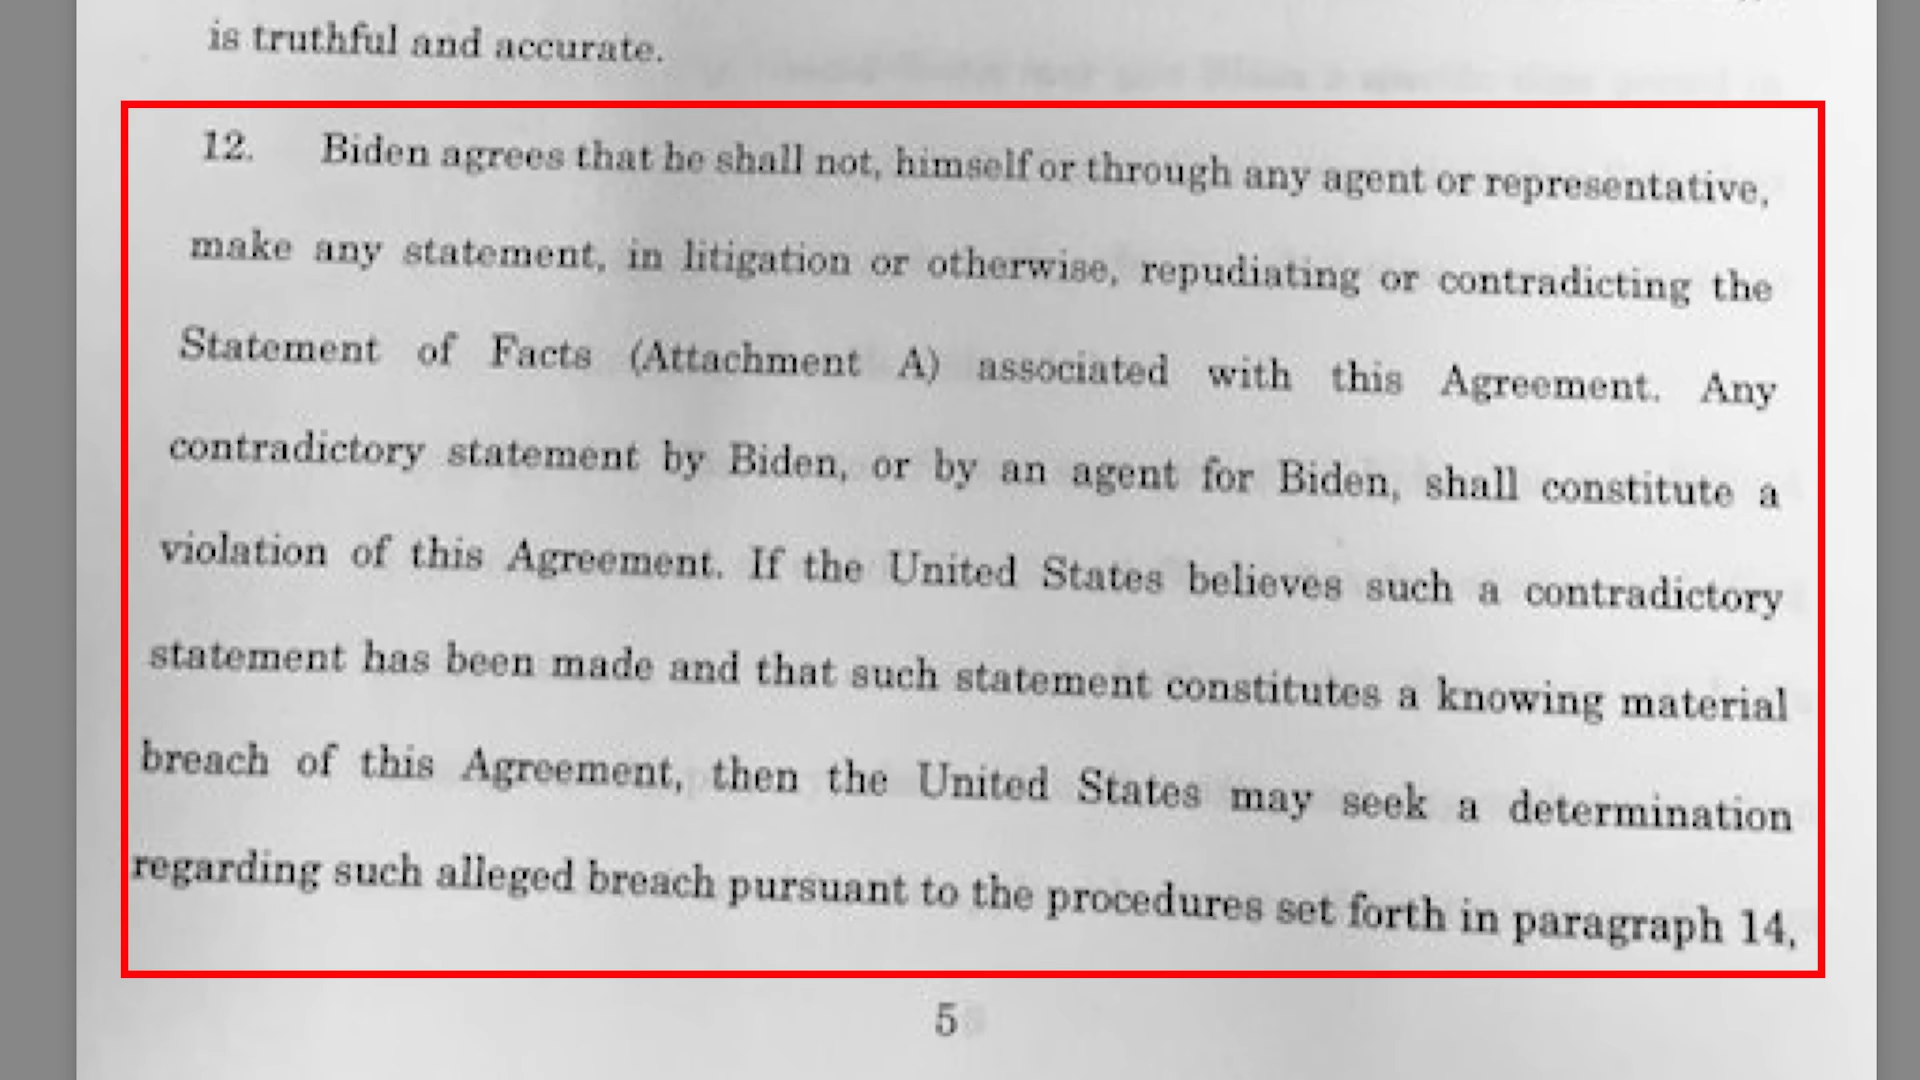 is truthful and accurate.
12. Biden agrees that he shall not, himself or through any agent or representative,
make any statement, in litigation or otherwise, repudiating or contradicting the
Statement of Facts (Attachment A) associated with this Agreement. Any
contradictory statement by Biden, or by an agent for Biden, shall constitute a
violation of this Agreement. If the United States believes such a contradictory
statement has been made and that such statement constitutes a knowing material
breach of this Agreement, then the United States may seek a determination
regarding such alleged breach pursuant to the procedures set forth in paragraph 14,
5